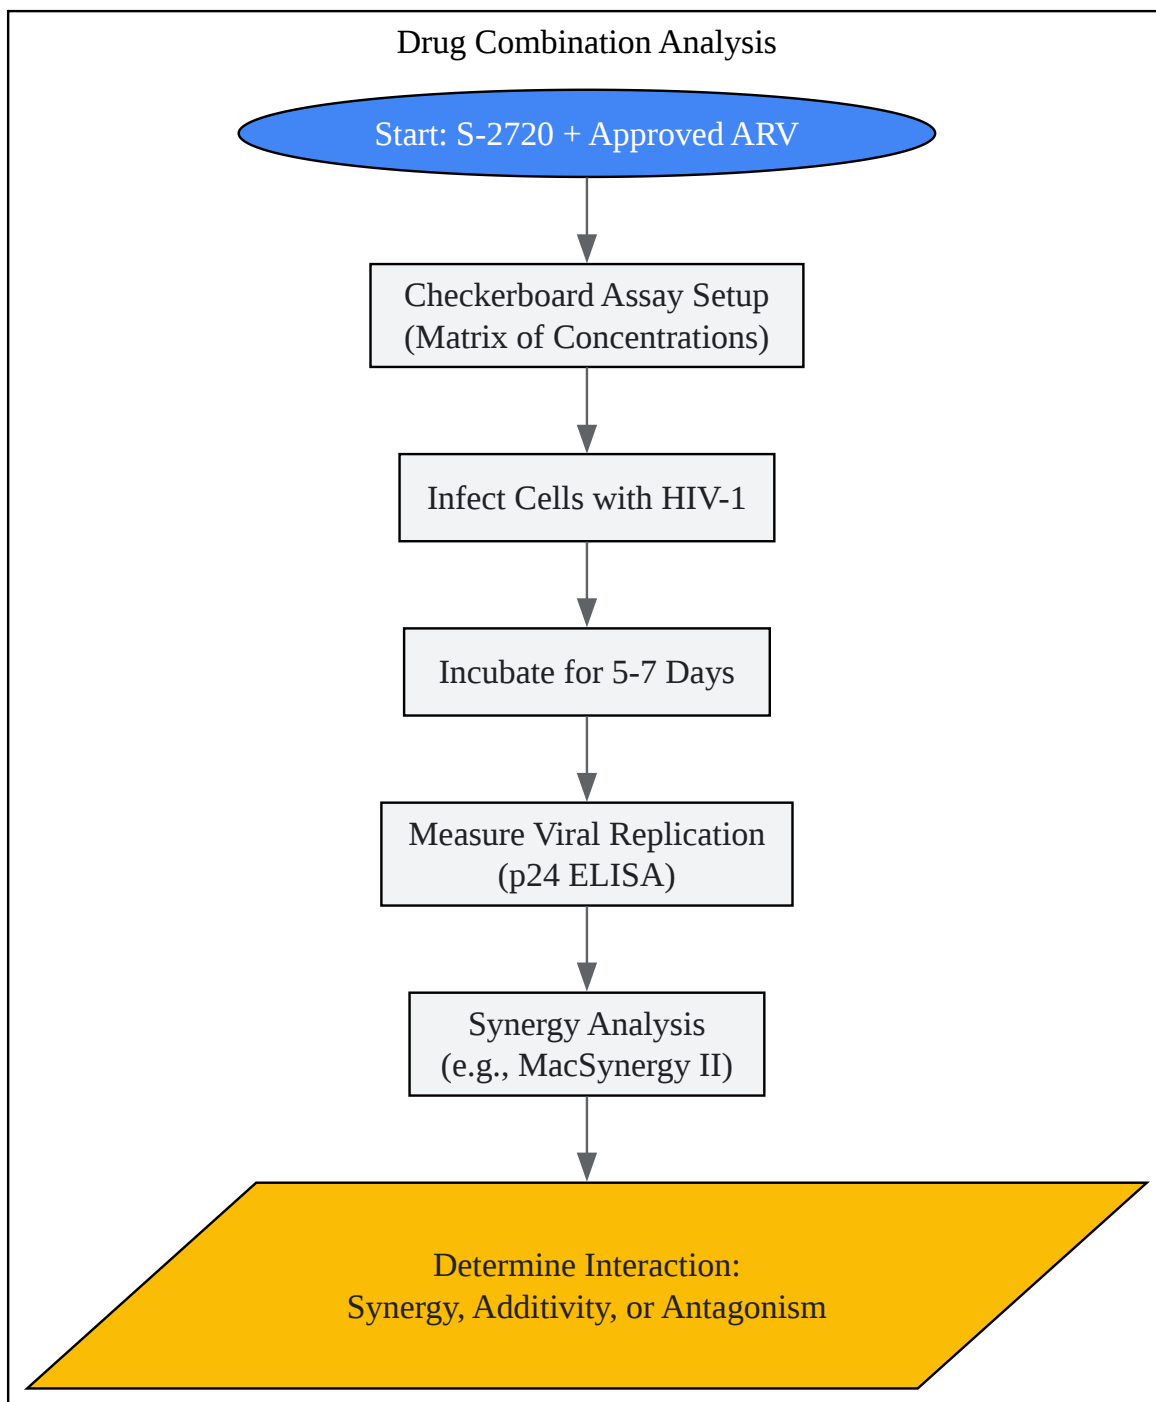 Drug Combination Analysis
Start: S-2720 + Approved ARV
Checkerboard Assay Setup
(Matrix of Concentrations)
Infect Cells with HIV-1
Incubate for 5-7 Days
Measure Viral Replication
(p24 ELISA)
Synergy Analysis
(e.g., MacSynergy II)
Determine Interaction:
Synergy, Additivity, or Antagonism